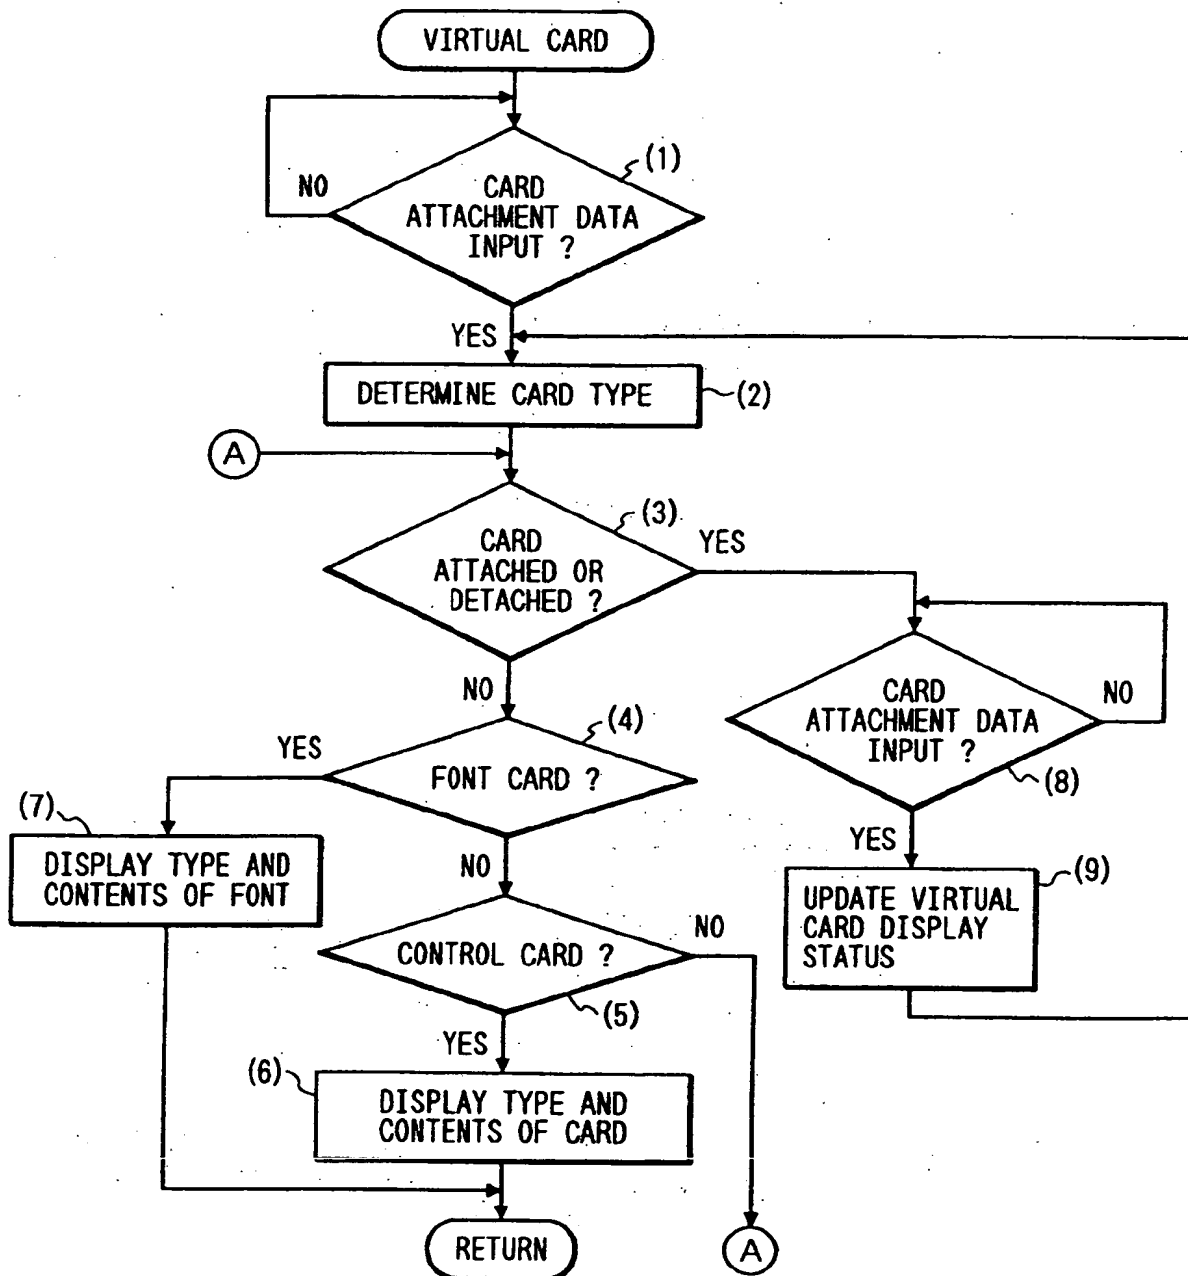 VIRTUAL CARD
(1)
NO
CARD
ATTACHMENT DATA
INPUT ?
YES
DETERMINE CARD TYPE
(2)
A
(3)
CARD
ATTACHED OR
DETACHED ?
YES
NO
CARD
ATTACHMENT DATA
INPUT ?
NO
(8)
(4)
YES
FONT CARD ?
(7)
DISPLAY TYPE AND
CONTENTS OF FONT
NO
YES
(9)
UPDATE VIRTUAL
CARD DISPLAY
STATUS
CONTROL CARD ?
NO
(5)
YES
(6)
DISPLAY TYPE AND
CONTENTS OF CARD
RETURN
A